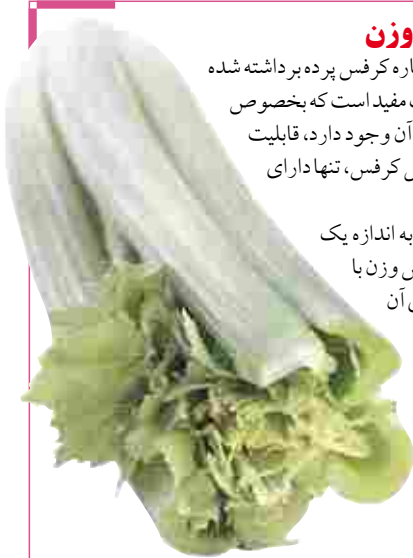 وزن
اره کرفس پرده برداشته شده
مفید است که بخصوص
آن وجود دارد، قابلیت
کرفس، تنها دارای
به اندازه یک
وزن با
آن